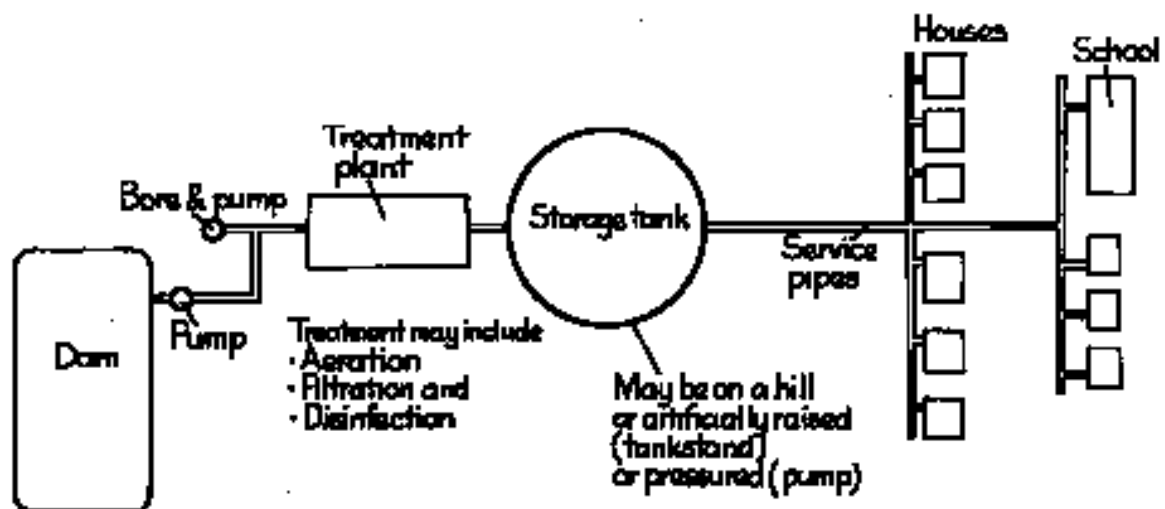 Houses
School
Treatment
plant
Bore & pump
Storage tank
Service
pipes
Pump
Dam
Treatment may include
· Aeration
· Filtration and
· Disinfection
May be on a hill
or artificially raised
(tankstand)
or pressured (pump)